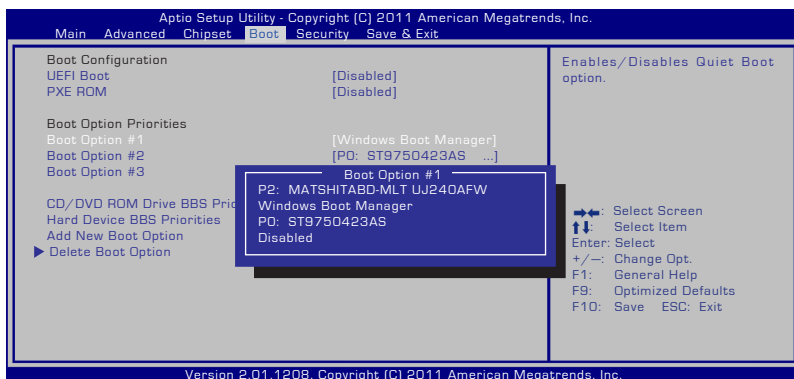 Aptio Setup Utility - Copyright (C) 2011 American Megatrends, Inc.
Main Advanced Chipset Boot Security Save & Exit
Boot Configuration
UEFI Boot [Disabled]
PXE ROM [Disabled]
Boot Option Priorities
Boot Option #1 [Windows Boot Manager]
Boot Option #2 [P0: ST9750423AS ...]
Boot Option #3
CD/DVD ROM Drive BBS Prio
Hard Device BBS Priorities
Add New Boot Option
Delete Boot Option
Boot Option #1
P2: MATSHITABD-MLT UJ240AFW
Windows Boot Manager
P0: ST9750423AS
Disabled
Enables/Disables Quiet Boot
option.
→←: Select Screen
↑↓: Select Item
Enter: Select
+/—: Change Opt.
F1: General Help
F9: Optimized Defaults
F10: Save ESC: Exit
Version 2.01.1208. Copyright (C) 2011 American Megatrends, Inc.